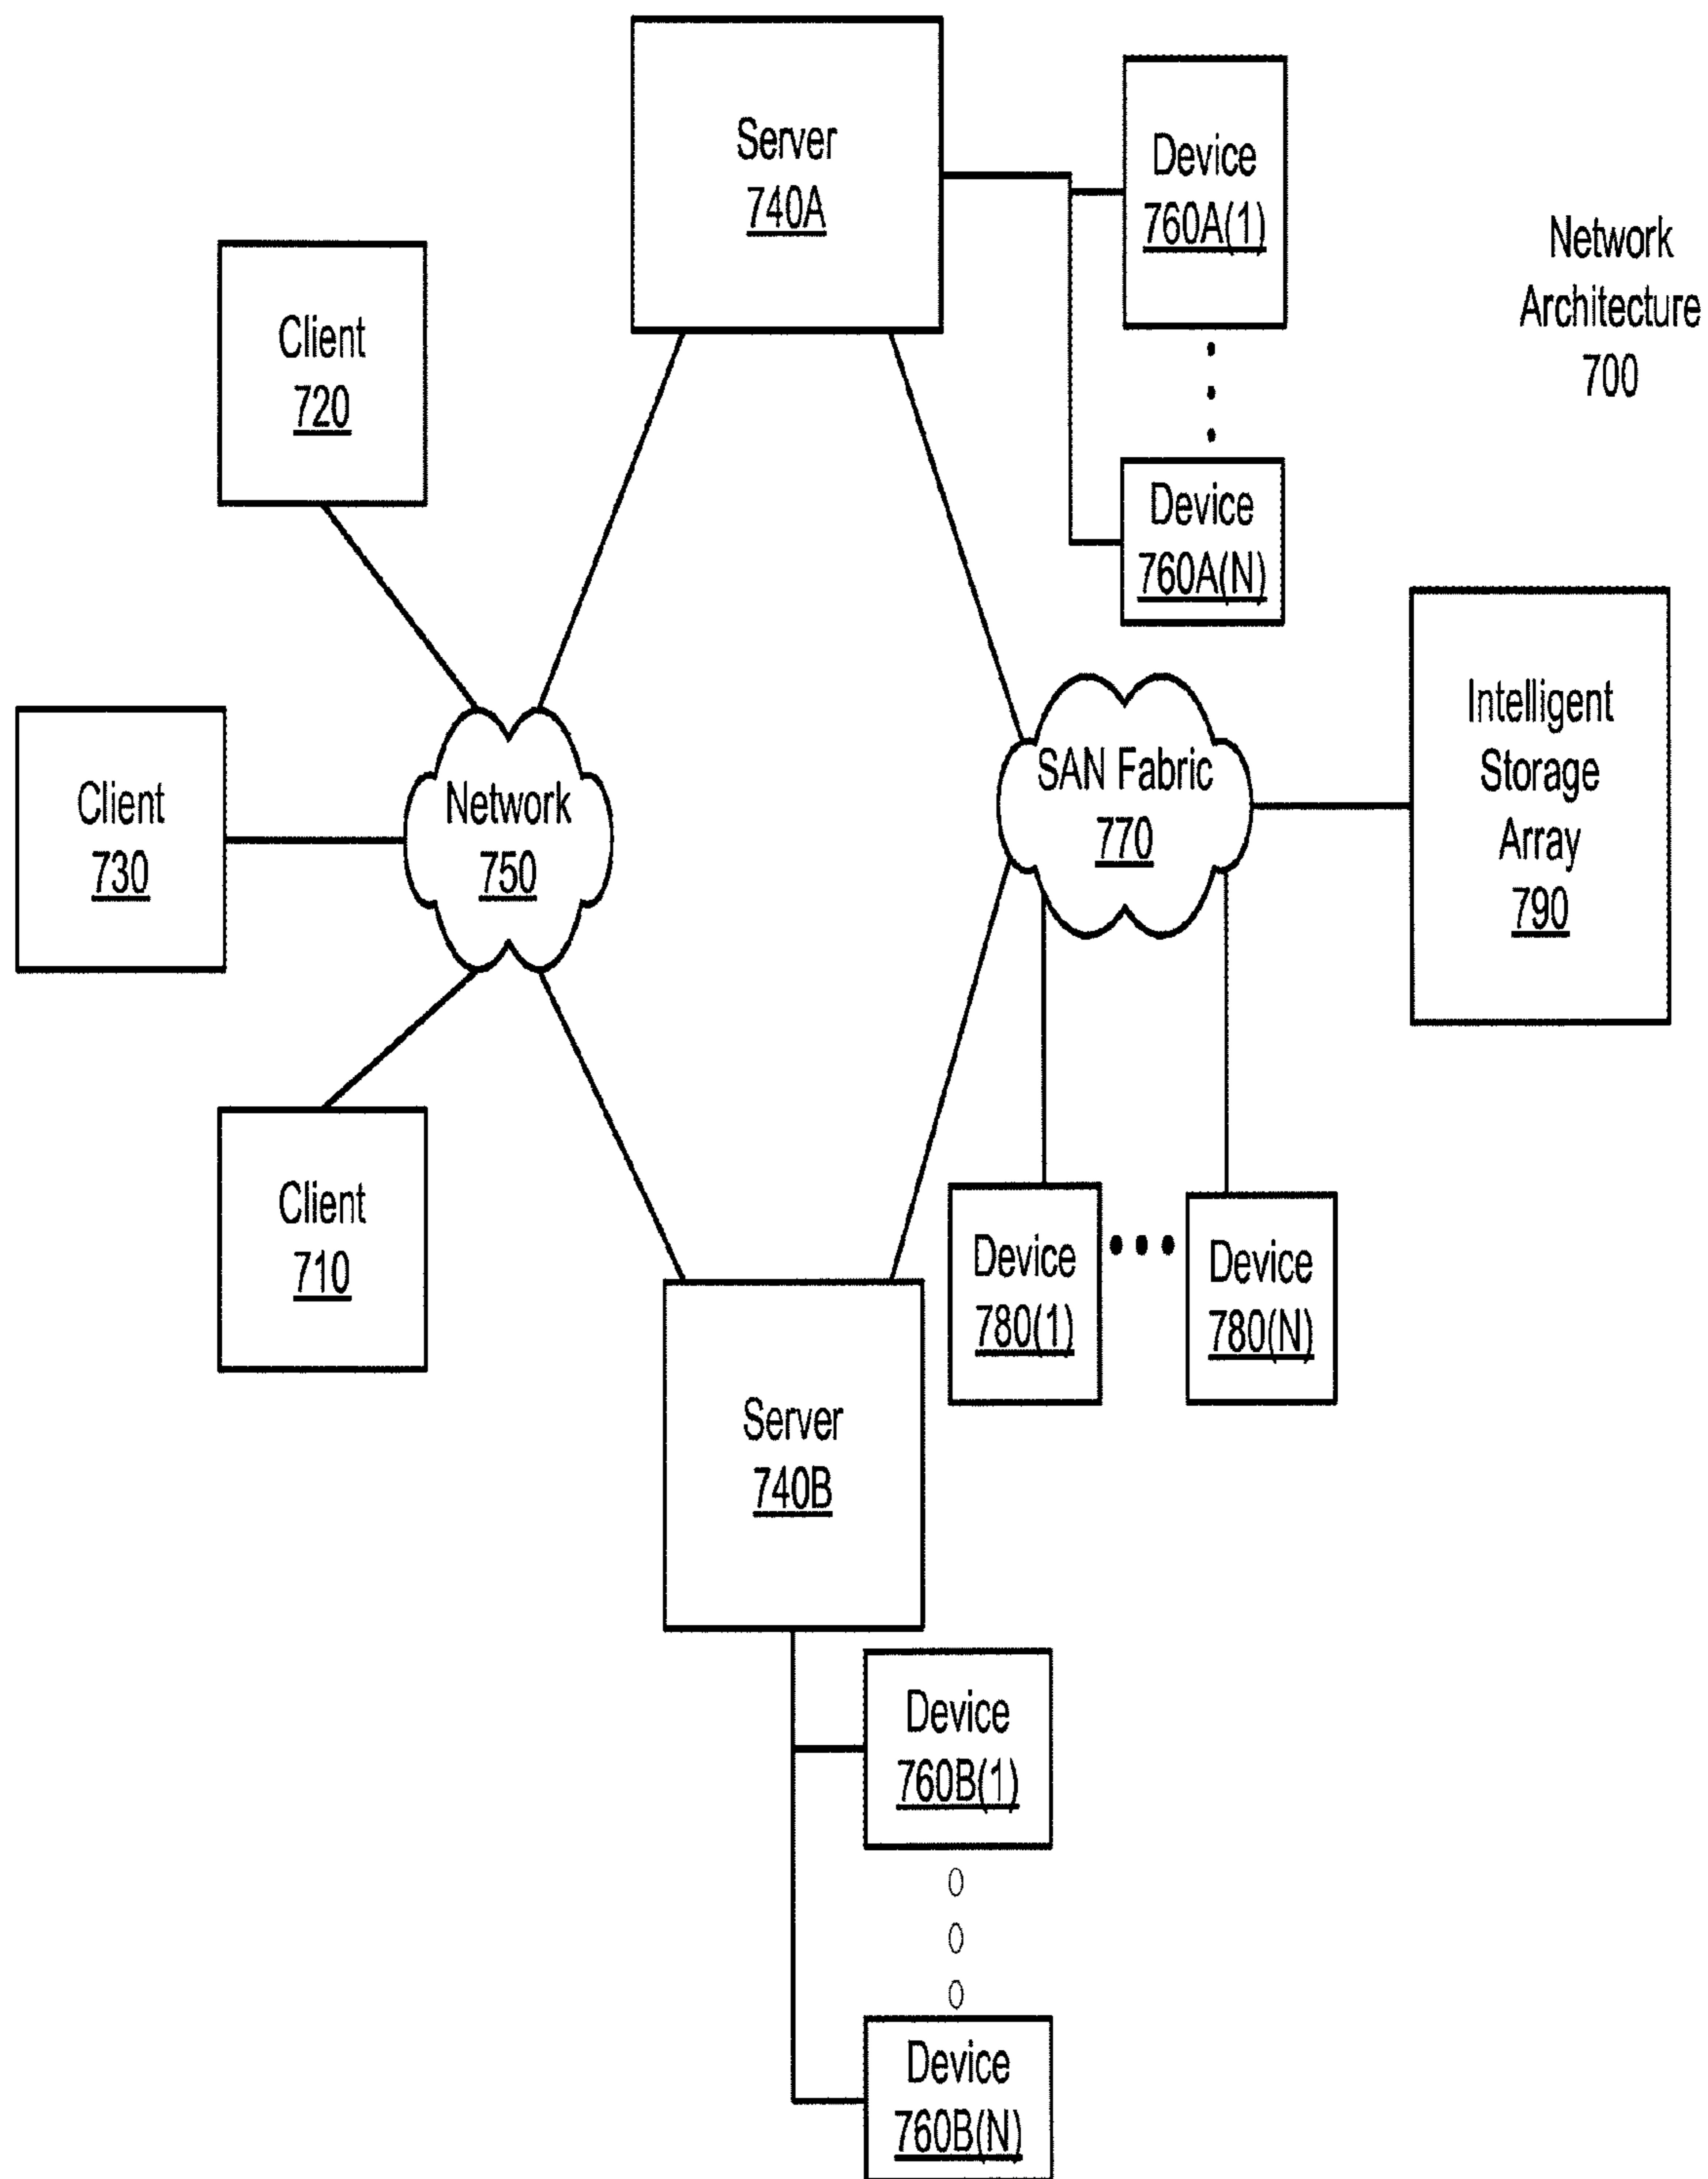 Server
740A
Device
760A(1)
Network
Architecture
700
Client
720
Device
760A(N)
Client
730
Network
750
SAN Fabric
770
Intelligent
Storage
Array
790
Client
710
Device
780(1)
Device
780(N)
Server
740B
Device
760B(1)
Device
760B(N)